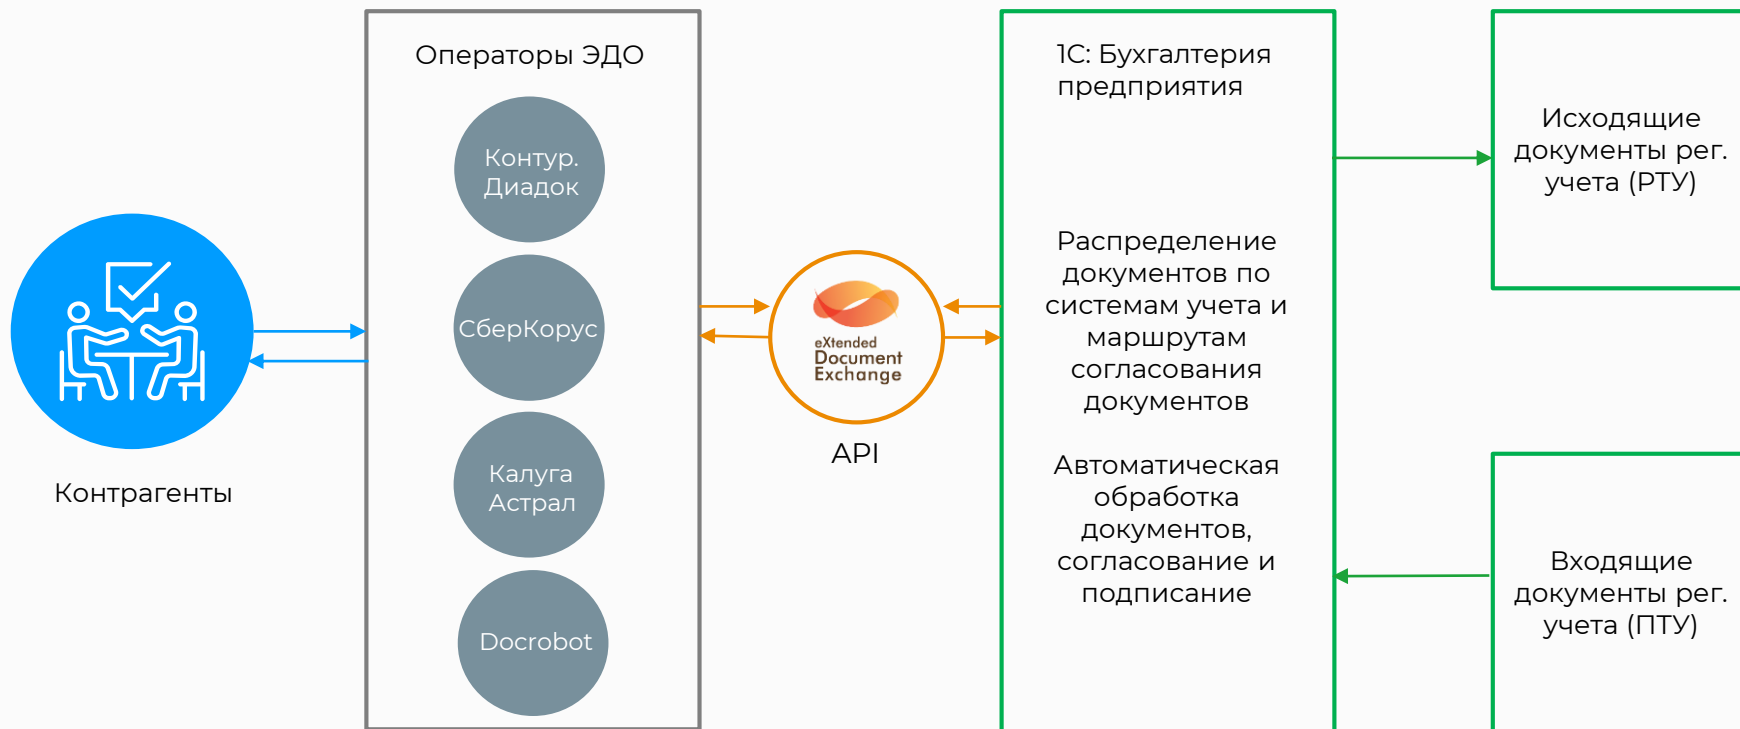 Контрагенты
Операторы ЭДО
Контур.
Диадок
СберКорус
Калуга
Астрал
Docrobot
eXtended
Document
Exchange
API
1С: Бухгалтерия
предприятия
Распределение
документов по
системам учета и
маршрутам
согласования
документов
Автоматическая
обработка
документов,
согласование и
подписание
Исходящие
документы рег.
учета (РТУ)
Входящие
документы рег.
учета (ПТУ)